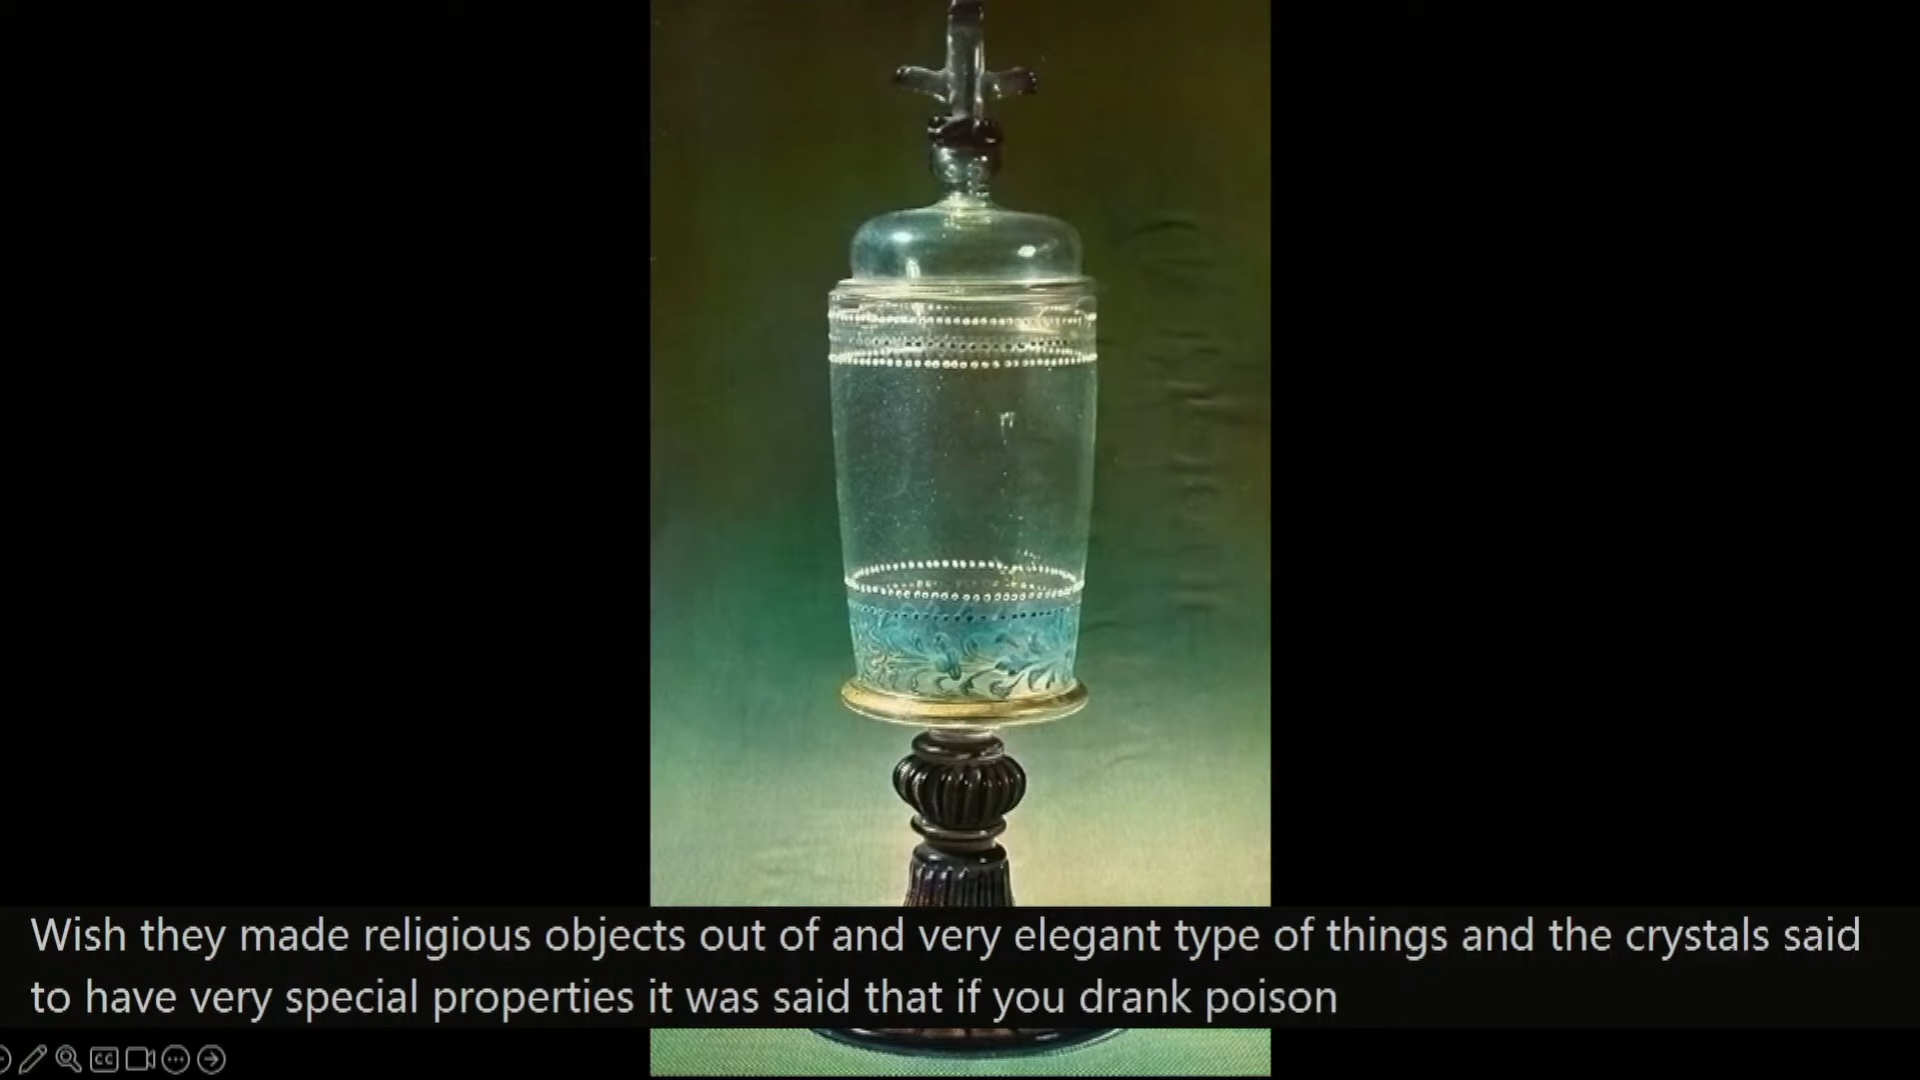 Wish they made religious objects out of and very elegant type of things and the crystals said
to have very special properties it was said that if you drank poison
CC